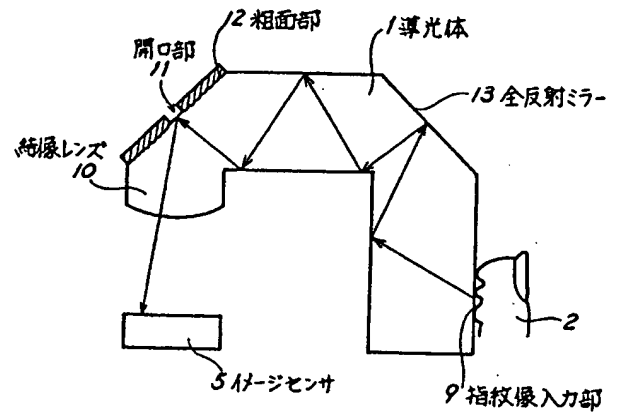 12 粗面部
開口部
11
1 導光体
13 全反射ミラー
結像レンズ
10
2
5 イメージセンサ
9 指紋像入力部